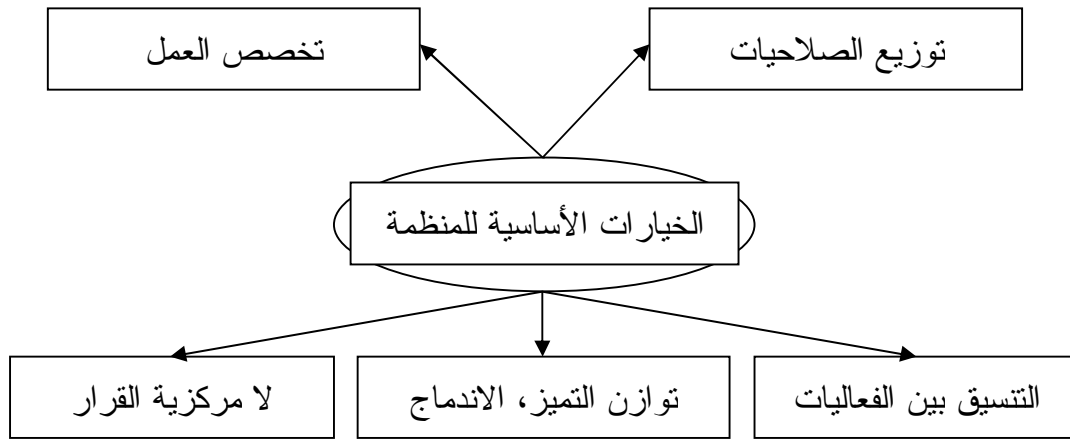 توزيع الصلاحيات
تخصص العمل
الخيارات الأساسية للمنظمة
التنسيق بين الفعاليات
توازن التميز، الاندماج
لا مركزية القرار